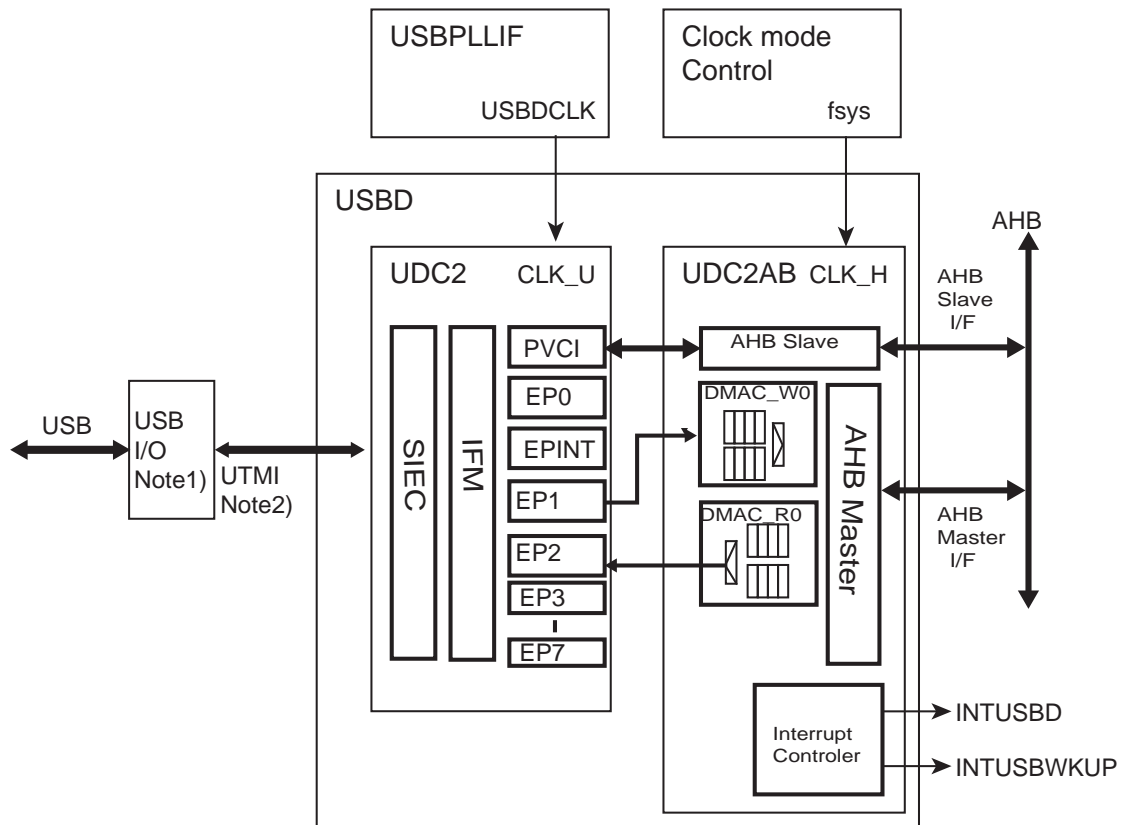 USBPLLIF
USBDCLK
Clock mode
Control
fsys
USBD
AHB
UDC2
CLK_U
UDC2AB
CLK_H
AHB
Slave
I/F
PVCI
AHB Slave
EP0
DMAC_W0
USB
USB
I/O
Note1)
UTMI
Note2)
SIEC
IFM
EPINT
EP1
AHB Master
DMAC_R0
AHB
Master
I/F
EP2
EP3
EP7
Interrupt
Controler
INTUSBD
INTUSBWKUP